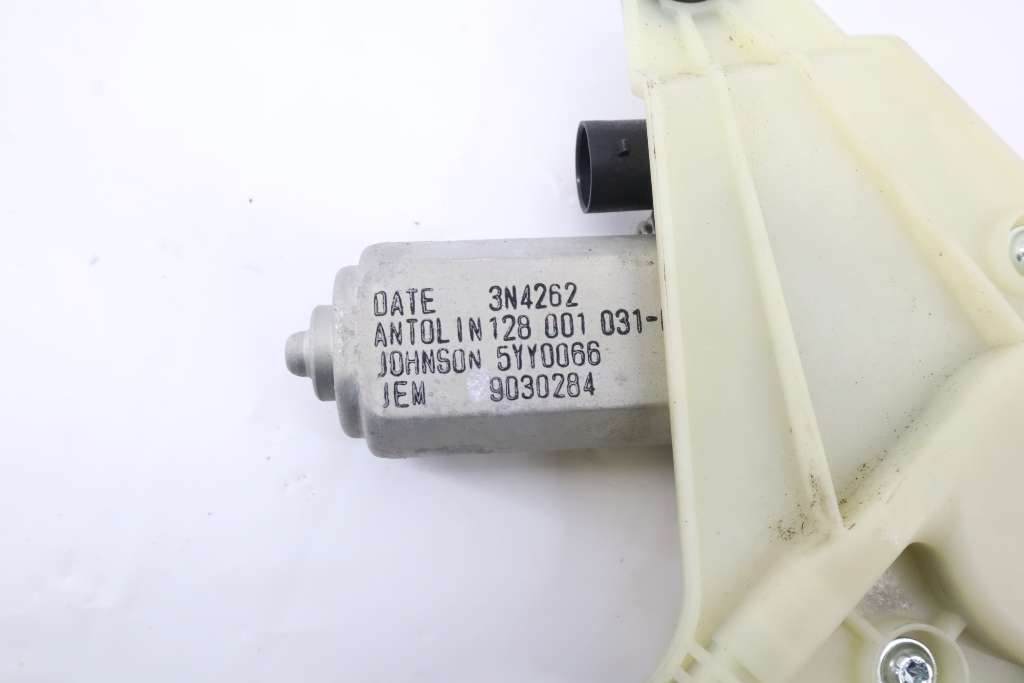 DATE 3N4262
ANTOLIN 128 001 031-
JOHNSON 5YY0066
JEM 9030284